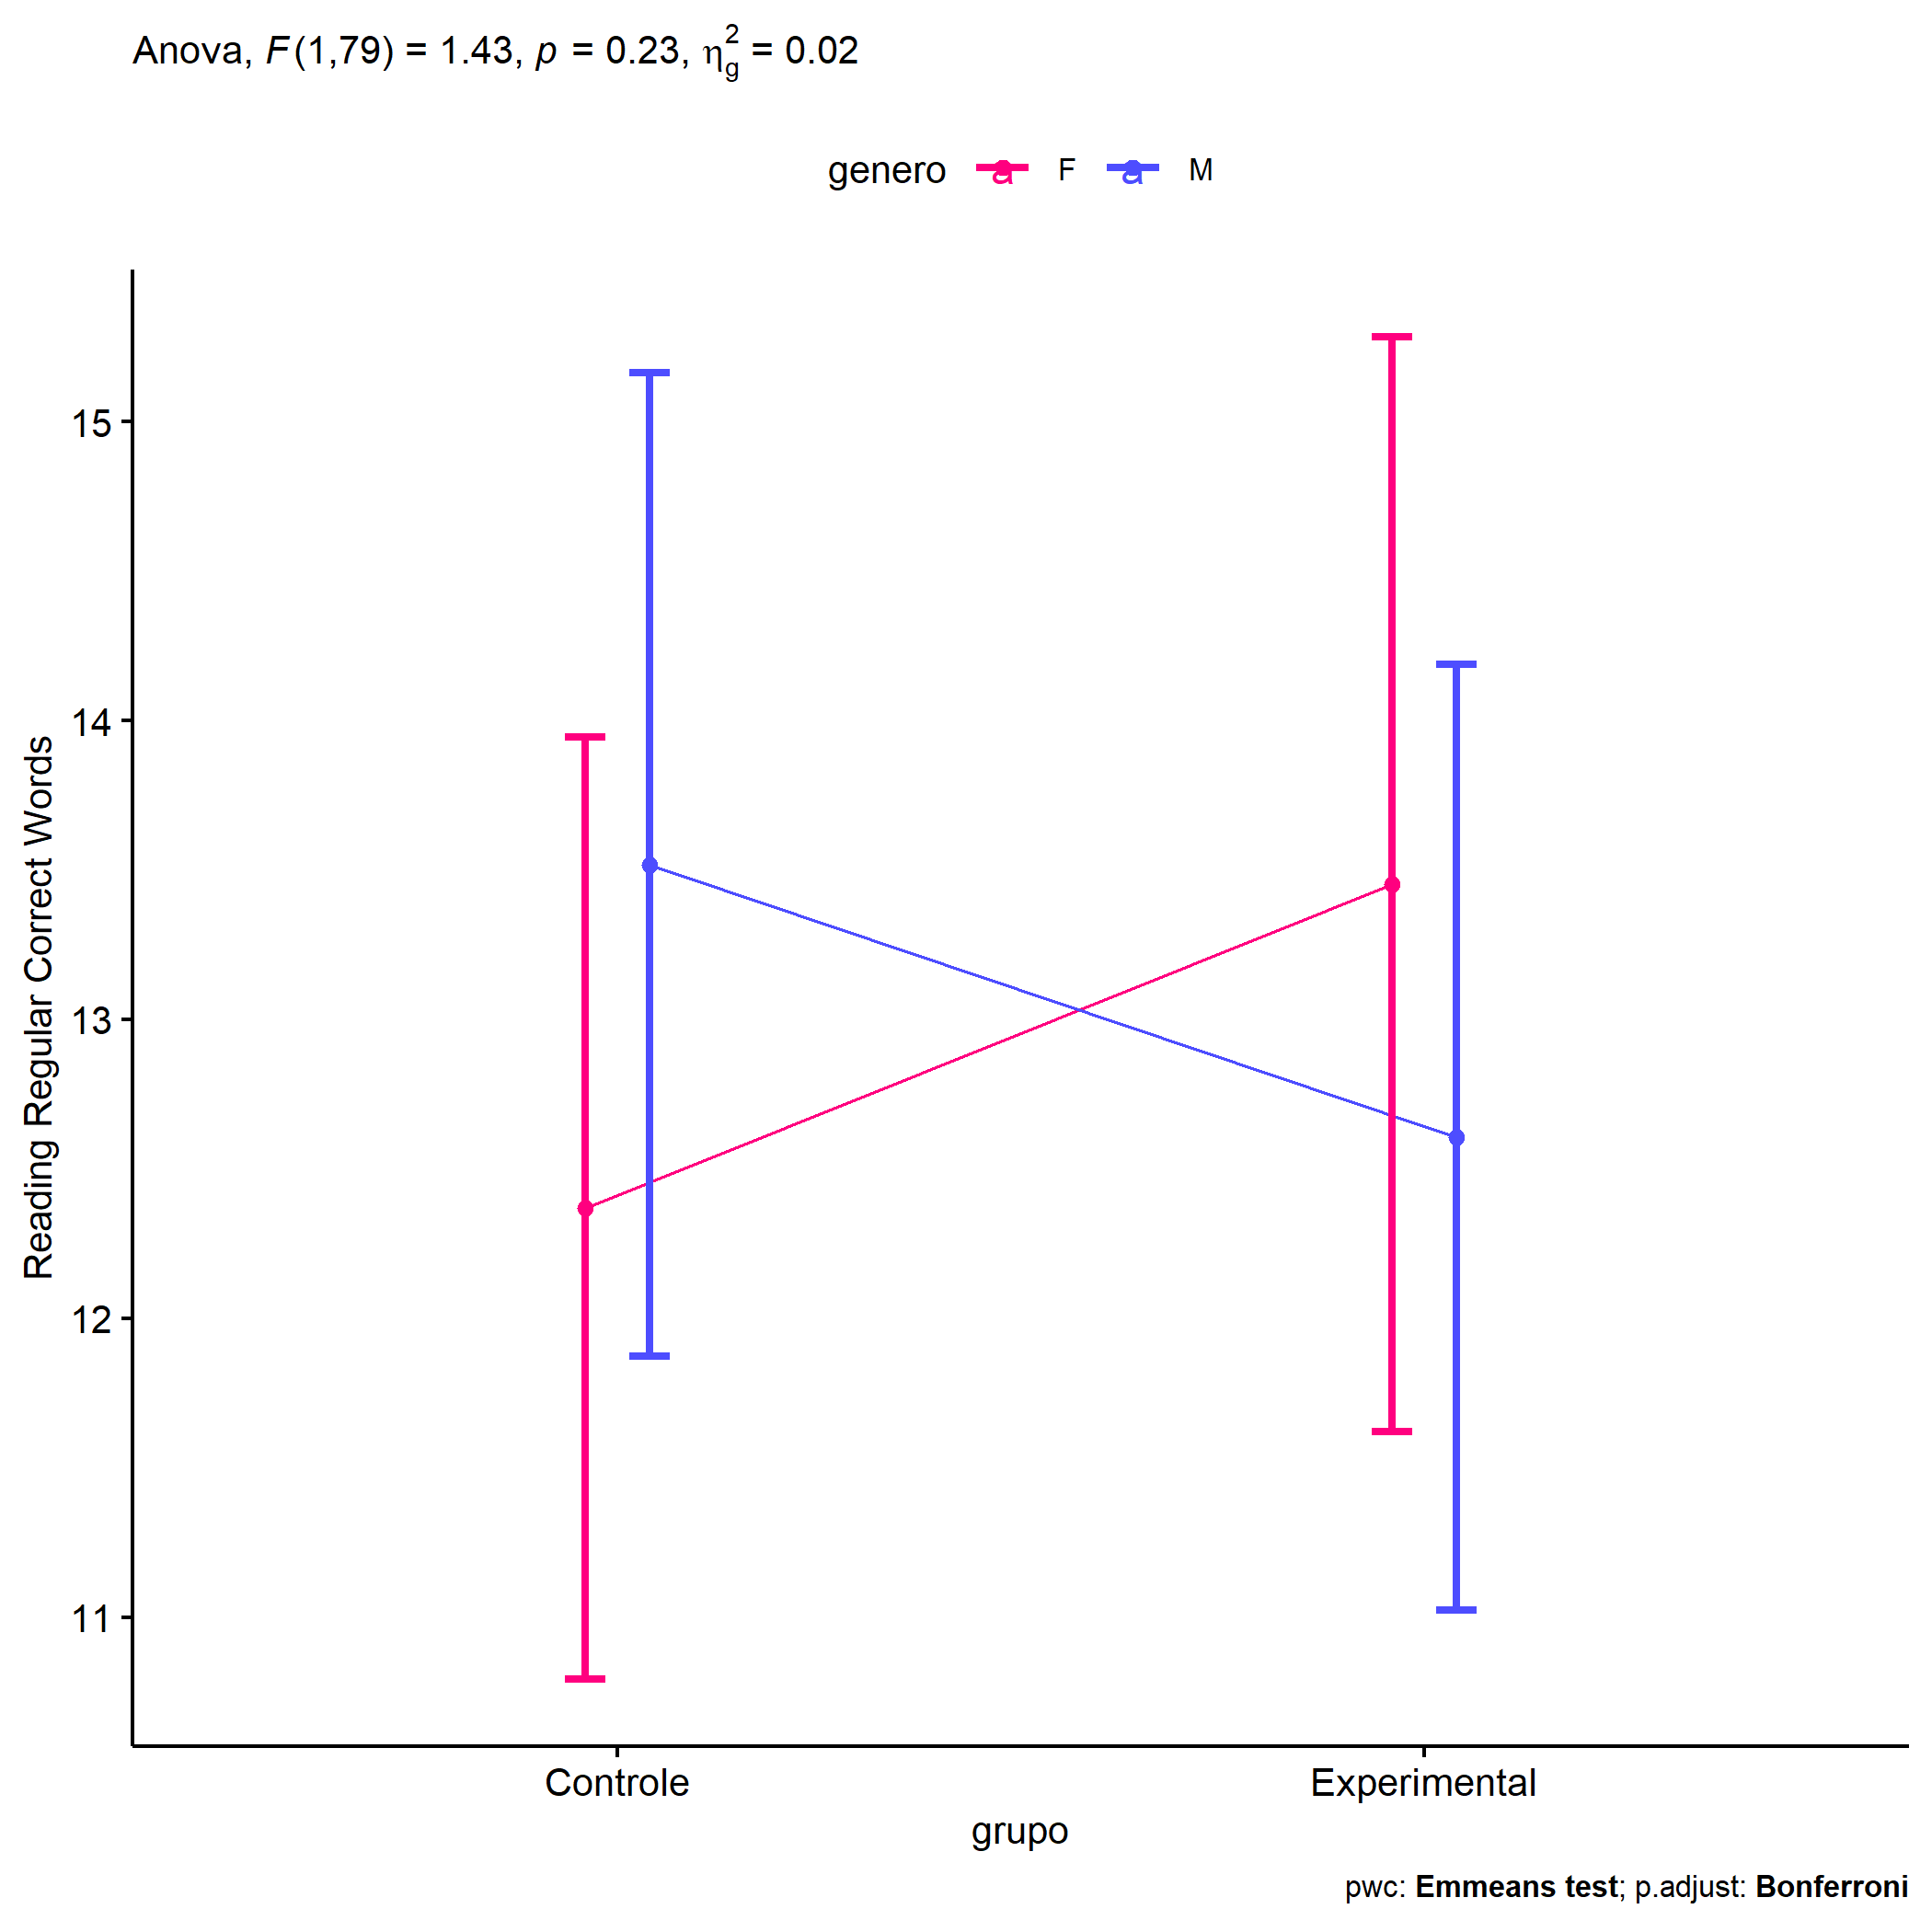 Anova, F(1,79) = 1.43, p = 0.23, η²g = 0.02
genero a F a M
15
14
13
12
11
Reading Regular Correct Words
Controle Experimental
grupo
pwc: Emmeans test; p.adjust: Bonferroni